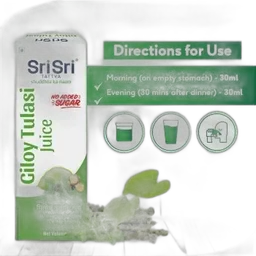 Sri Sri
TATTVA
NO ADDED
SUGAR
Giloy Tulasi
Juice
Directions for Use
Morning (on empty stomach) - 30ml
Evening (30 mins after dinner) - 30ml